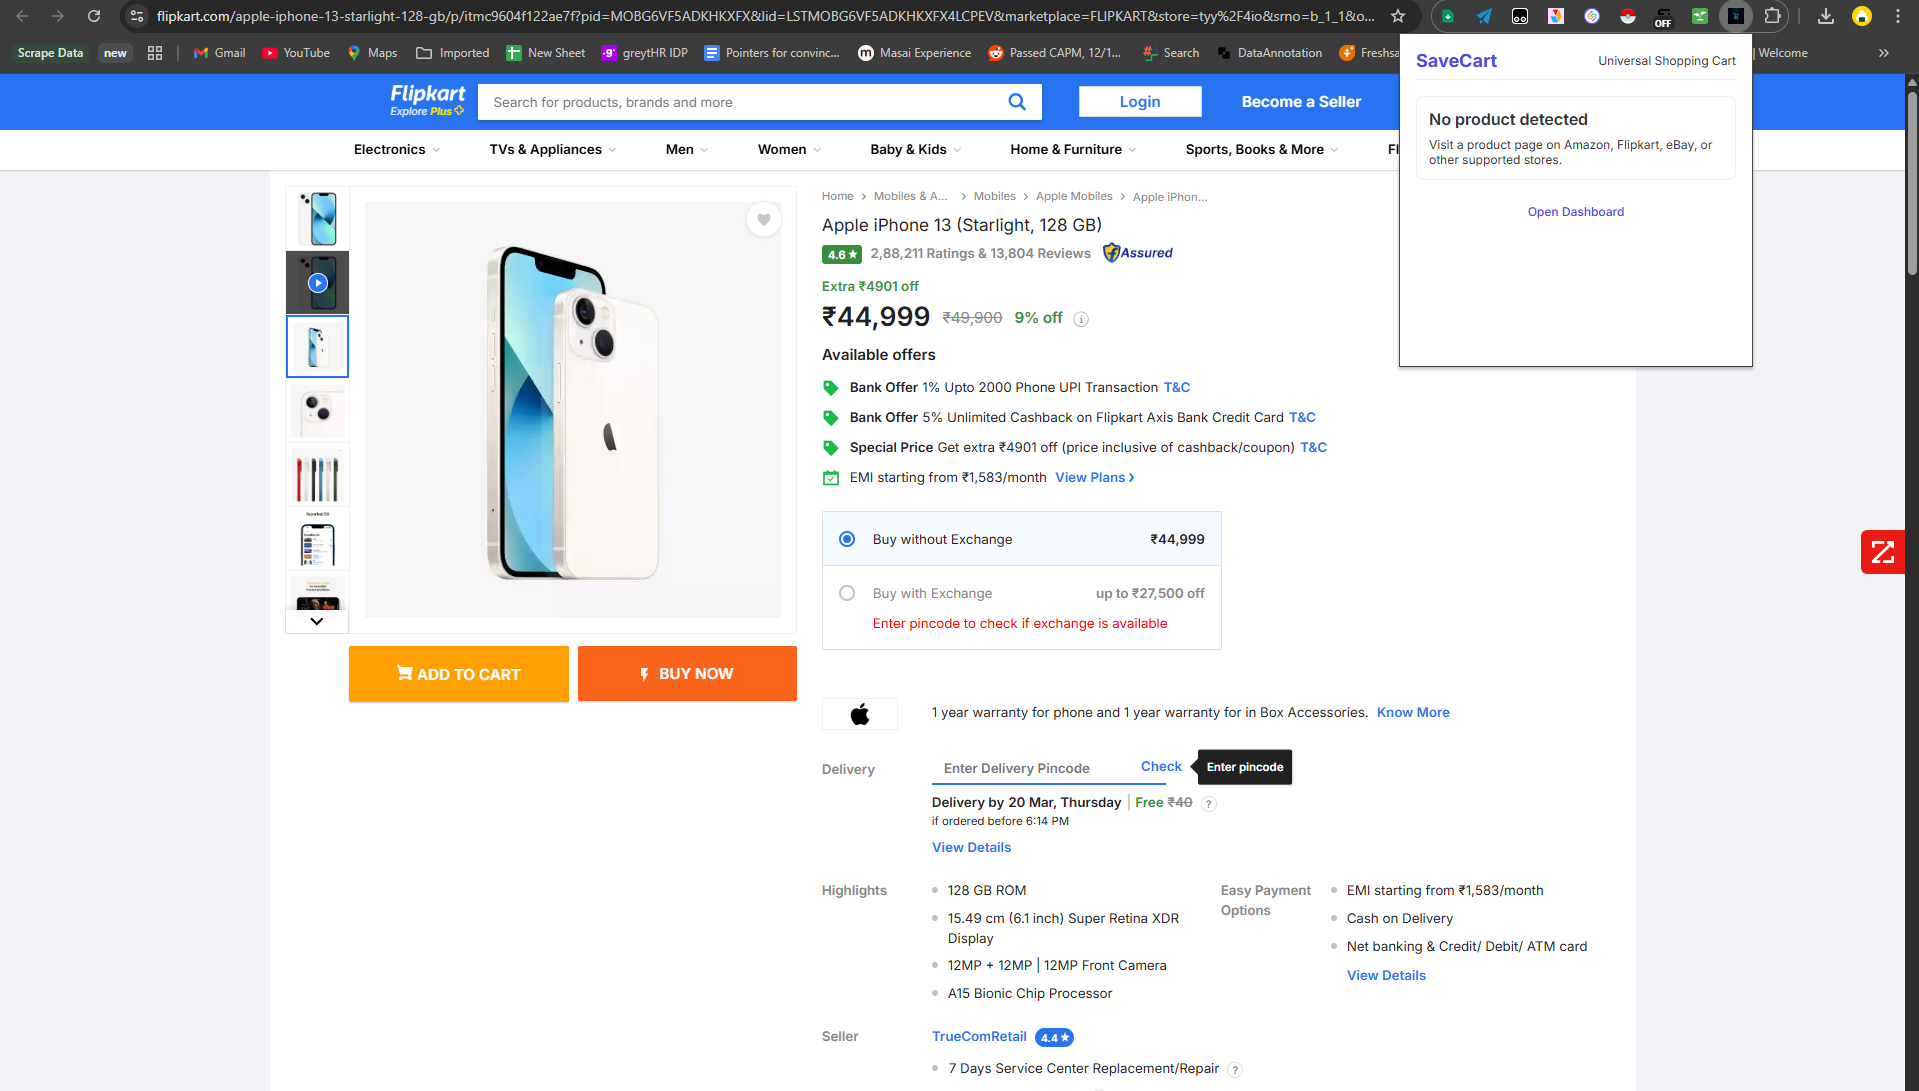 flipkart.com/apple-iphone-13-starlight-128-gb/p/itmc9604f122ae7f?pid=MOBG6VF5ADKHKXFX&lid=LSTMOBG6VF5ADKHKXFX4LCPEV&marketplace=FLIPKART&store=tyy%2F4io&srno=b_1_1&o...
OFF
Scrape Data
new
Gmail
YouTube
Maps
Imported
New Sheet
greytHR IDP
Pointers for convinc...
Masai Experience
Passed CAPM, 12/1...
Search
DataAnnotation
Freshsa
Welcome
SaveCart
Universal Shopping Cart
No product detected
Visit a product page on Amazon, Flipkart, eBay, or
other supported stores.
Open Dashboard
Flipkart
Explore Plus
Search for products, brands and more
Login
Become a Seller
Electronics
TVs & Appliances
Men
Women
Baby & Kids
Home & Furniture
Sports, Books & More
Fl
Home
Mobiles & A...
Mobiles
Apple Mobiles
Apple iPhon...
Apple iPhone 13 (Starlight, 128 GB)
4.6★
2,88,211 Ratings & 13,804 Reviews
Assured
Extra ₹4901 off
₹44,999 ₹49,900 9% off
Available offers
Bank Offer 1% Upto 2000 Phone UPI Transaction T&C
Bank Offer 5% Unlimited Cashback on Flipkart Axis Bank Credit Card T&C
Special Price Get extra ₹4901 off (price inclusive of cashback/coupon) T&C
EMI starting from ₹1,583/month View Plans
Buy without Exchange ₹44,999
Buy with Exchange up to ₹27,500 off
Enter pincode to check if exchange is available
ADD TO CART
BUY NOW
1 year warranty for phone and 1 year warranty for in Box Accessories. Know More
Delivery
Enter Delivery Pincode
Check
Enter pincode
Delivery by 20 Mar, Thursday | Free ₹40 ?
if ordered before 6:14 PM
View Details
Highlights
128 GB ROM
15.49 cm (6.1 inch) Super Retina XDR
Display
12MP + 12MP | 12MP Front Camera
A15 Bionic Chip Processor
Easy Payment
Options
EMI starting from ₹1,583/month
Cash on Delivery
Net banking & Credit/ Debit/ ATM card
View Details
Seller
TrueComRetail
4.4★
7 Days Service Center Replacement/Repair ?